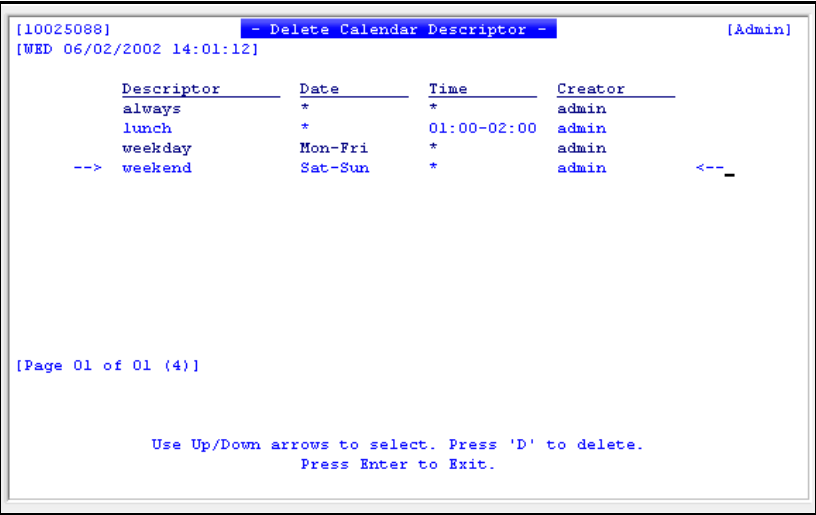 [10025088] - Delete Calendar Descriptor - [Admin]
[WED 06/02/2002 14:01:12]
Descriptor Date Time Creator
always * * admin
lunch * 01:00-02:00 admin
weekday Mon-Fri * admin
--> weekend Sat-Sun * admin <--_
[Page 01 of 01 (4)]
Use Up/Down arrows to select. Press 'D' to delete.
Press Enter to Exit.